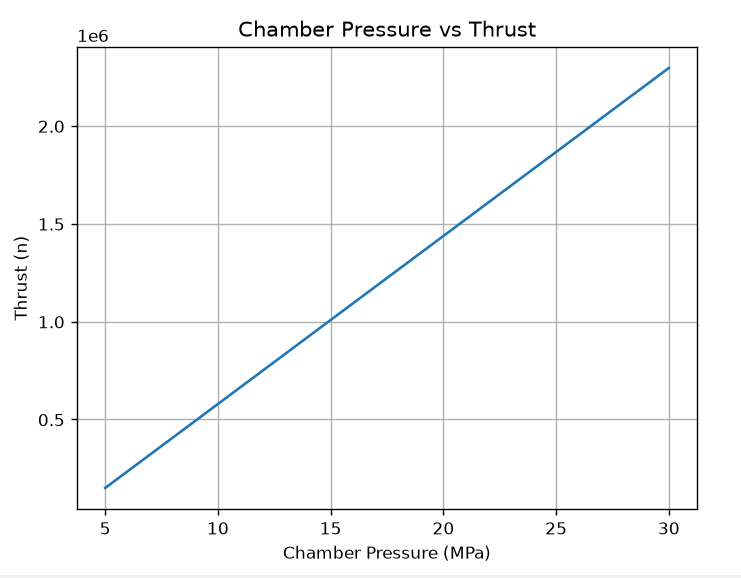 Chamber Pressure vs Thrust
1e6
2.0
1.5
1.0
0.5
Thrust (n)
5 10 15 20 25 30
Chamber Pressure (MPa)